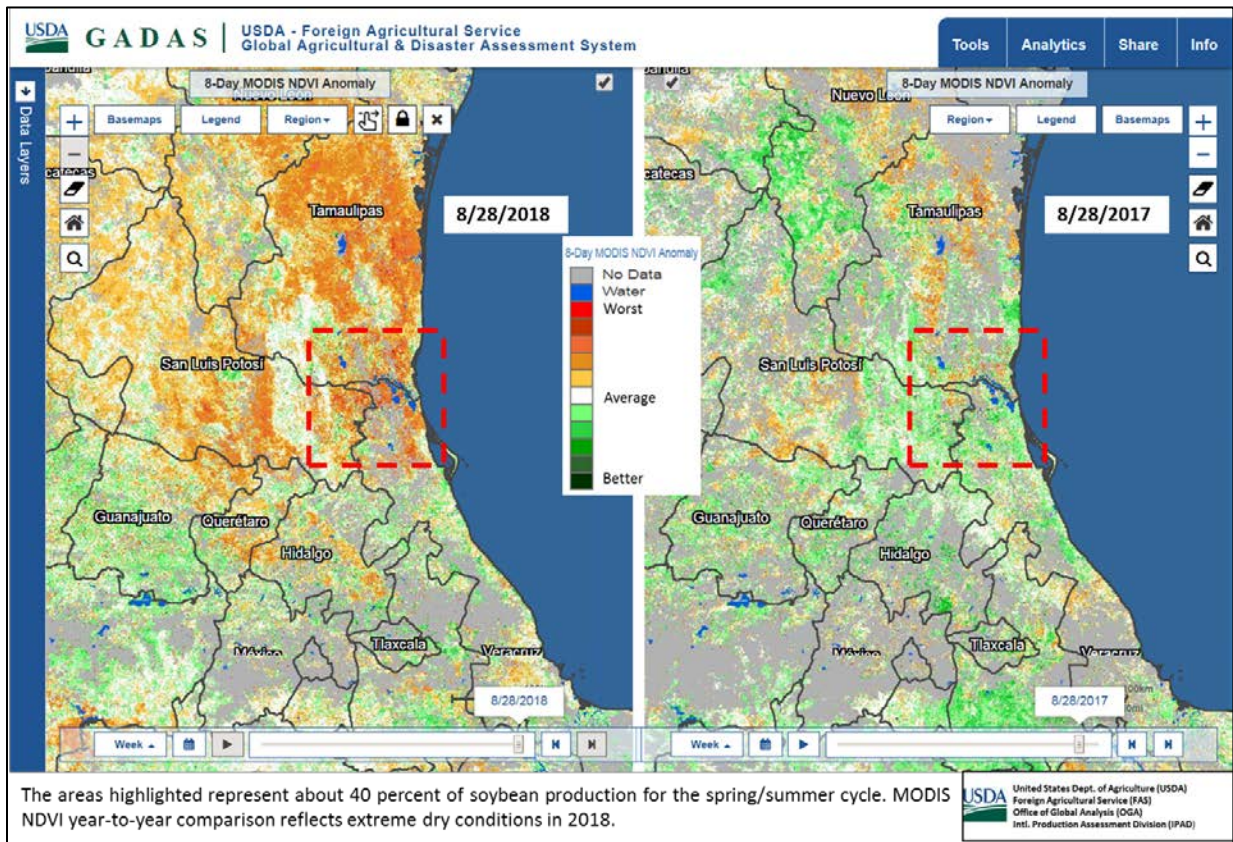 USDA
GADAS
USDA - Foreign Agricultural Service
Global Agricultural & Disaster Assessment System
Tools
Analytics
Share
Info
Data Layers
8-Day MODIS NDVI Anomaly
Nuevo León
Basemaps
Legend
Region
Tamaulipas
8/28/2018
San Luis Potosí
Guanajuato
Querétaro
Hidalgo
México
Tlaxcala
Veracruz
8/28/2018
Week
8-Day MODIS NDVI Anomaly
No Data
Water
Worst
Average
Better
8-Day MODIS NDVI Anomaly
Nuevo León
Region
Legend
Basemaps
Tamaulipas
8/28/2017
San Luis Potosí
Guanajuato
Querétaro
Hidalgo
México
Tlaxcala
Veracruz
8/28/2017
Week
The areas highlighted represent about 40 percent of soybean production for the spring/summer cycle. MODIS
NDVI year-to-year comparison reflects extreme dry conditions in 2018.
USDA
United States Dept. of Agriculture (USDA)
Foreign Agricultural Service (FAS)
Office of Global Analysis (OGA)
Intl. Production Assessment Division (IPAD)